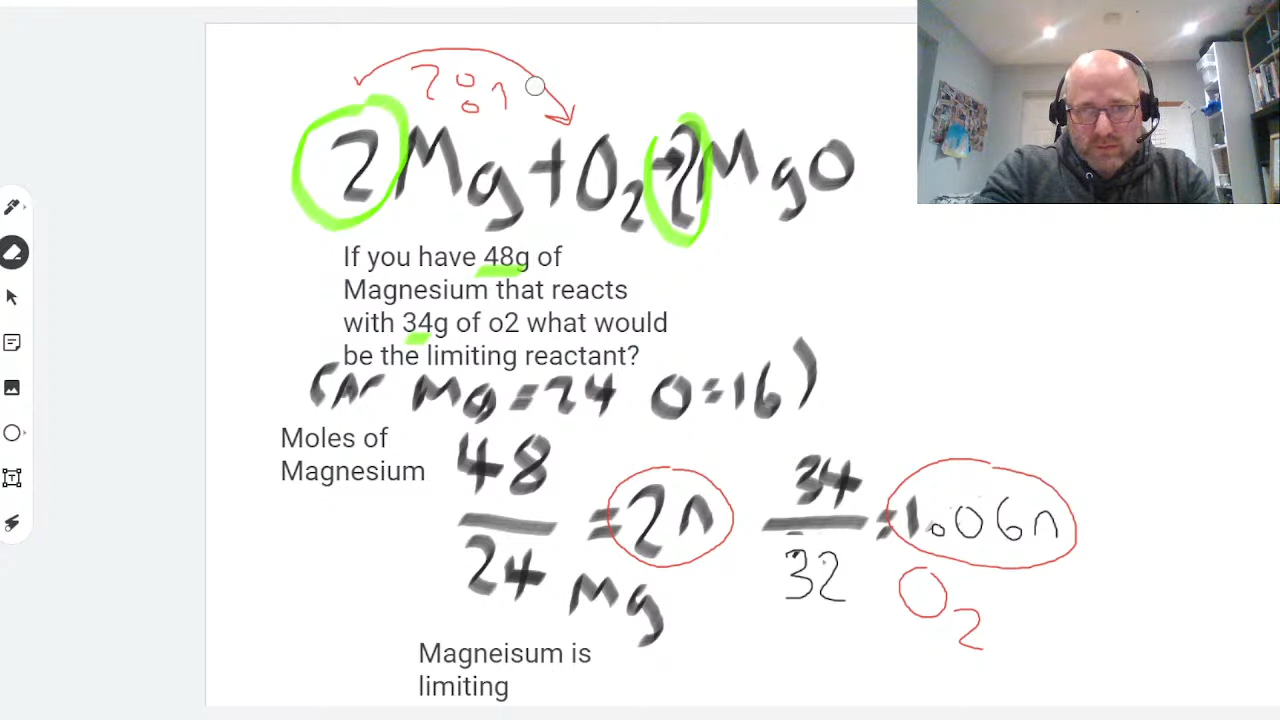 2 0 0 1
2Mg+O2→2MgO
If you have 48g of
Magnesium that reacts
with 34g of o2 what would
be the limiting reactant?
(Ar Mg=24 O=16)
Moles of
Magnesium
48
24
=2n
Mg
34
32
=1.06n
O2
Magneisum is
limiting